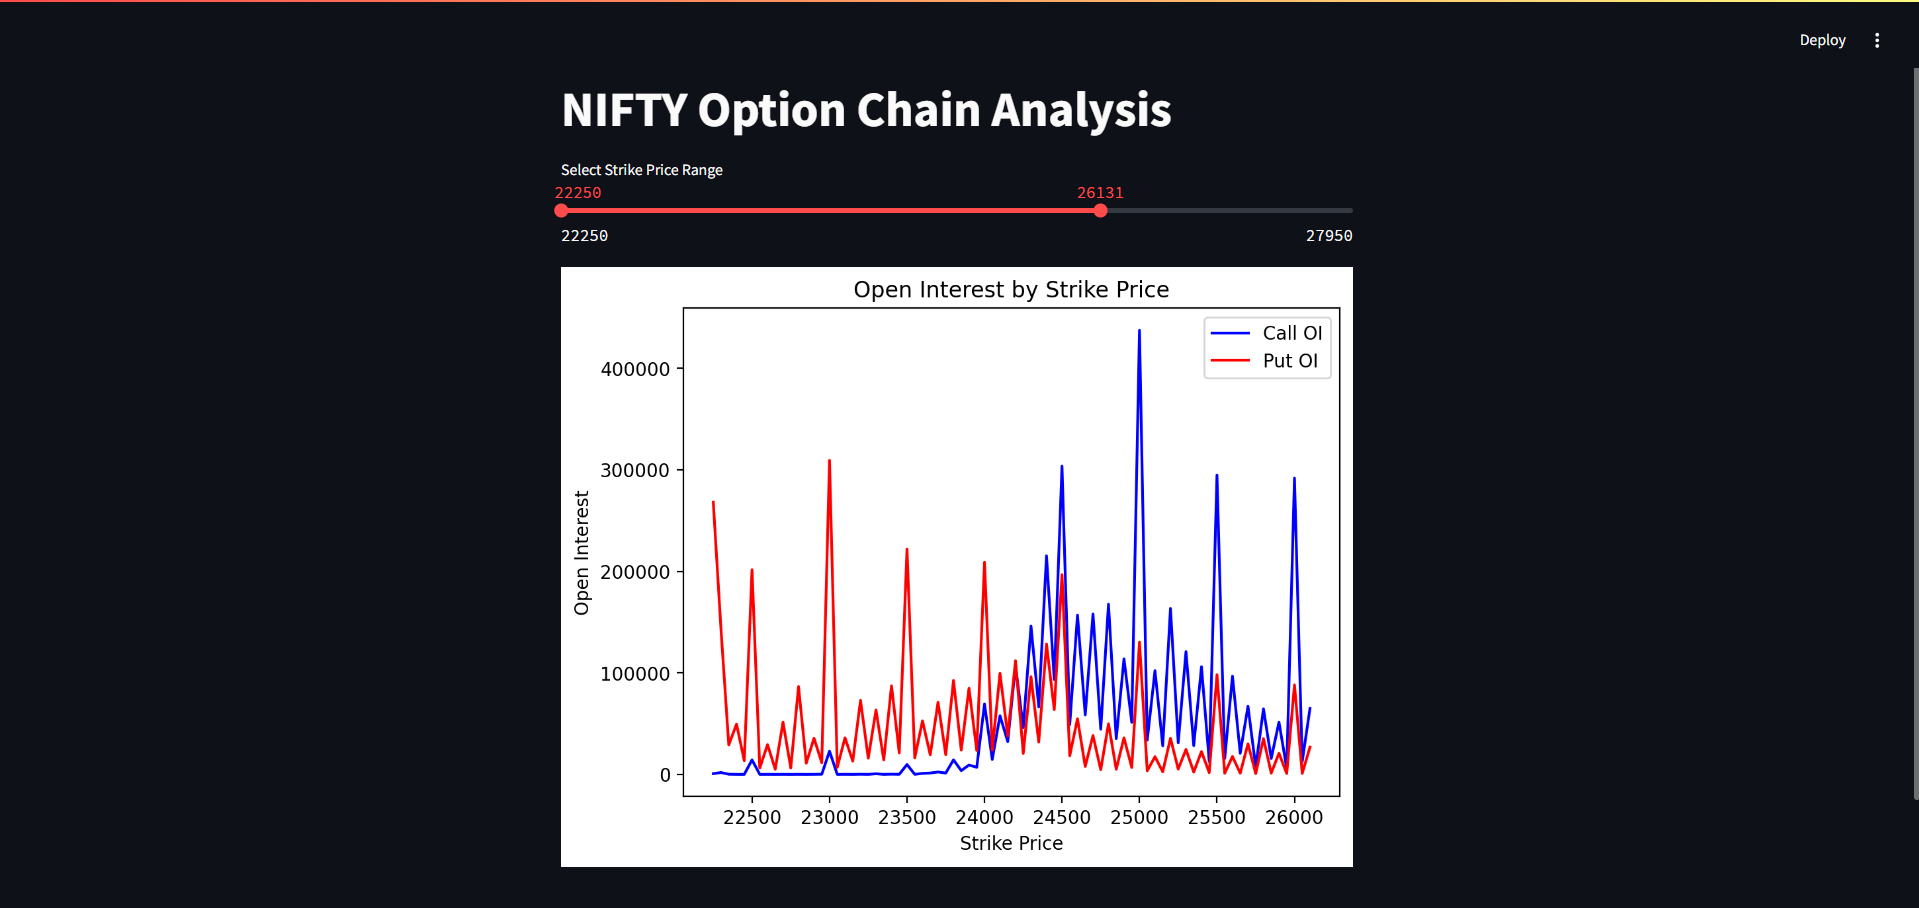 Deploy
NIFTY Option Chain Analysis
Select Strike Price Range
22250 26131
22250 27950
Open Interest by Strike Price
Call OI
Put OI
400000
300000
200000
100000
0
Open Interest
22500 23000 23500 24000 24500 25000 25500 26000
Strike Price